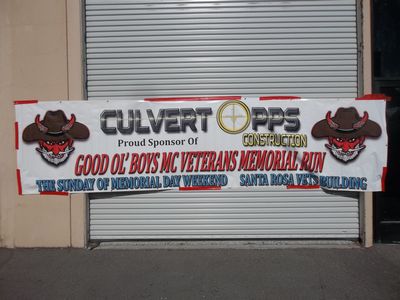 CULVERT OPPS
CONSTRUCTION
Proud Sponsor Of
GOOD OL' BOYS MC VETERANS MEMORIAL RUN
THE SUNDAY OF MEMORIAL DAY WEEKEND SANTA ROSA VETS BUILDING